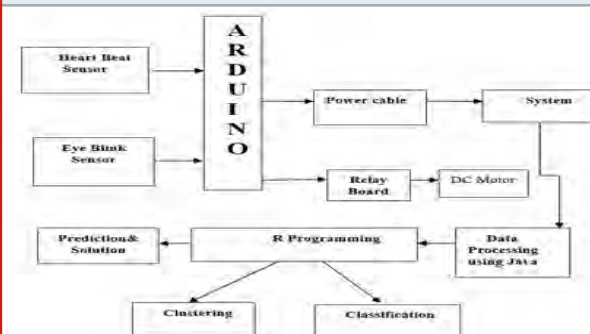 Heart Beat
Sensor
A
R
D
U
I
N
O
Power cable
System
Eye Blink
Sensor
Relay
Board
DC Motor
Prediction&
Solution
R Programming
Data
Processing
using Java
Clustering
Classification